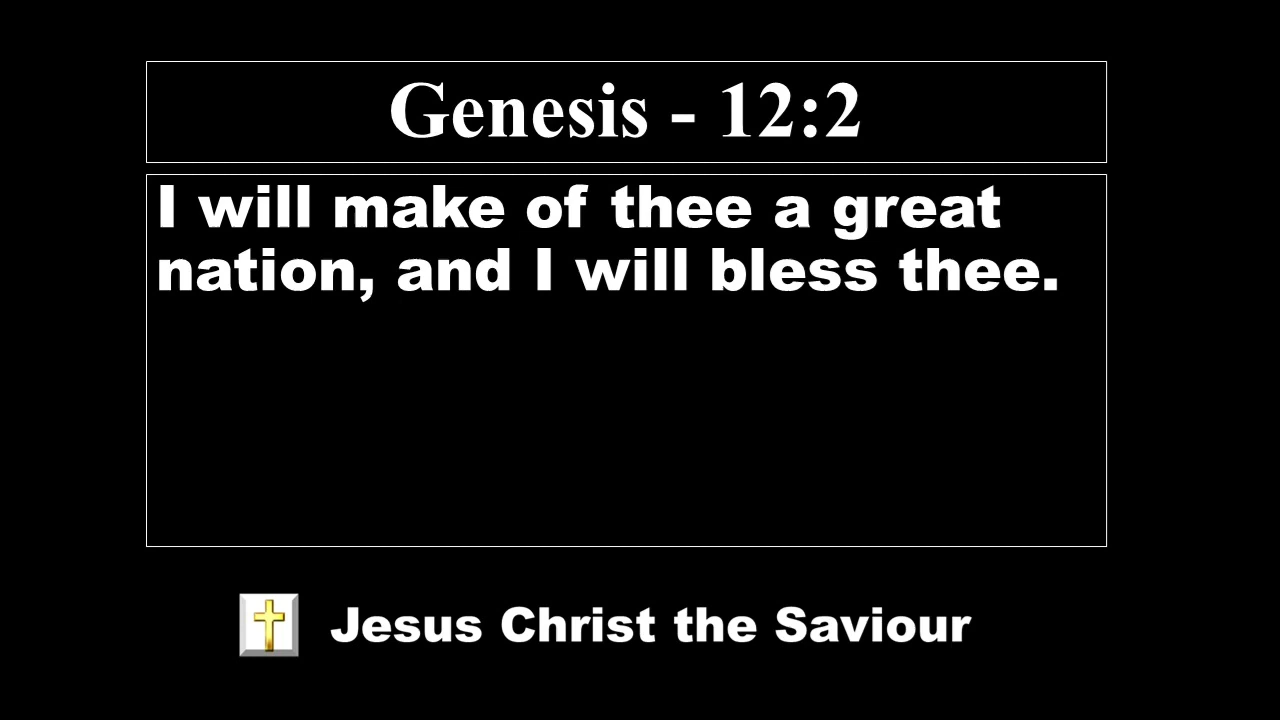 Genesis - 12:2
I will make of thee a great
nation, and I will bless thee.
Jesus Christ the Saviour